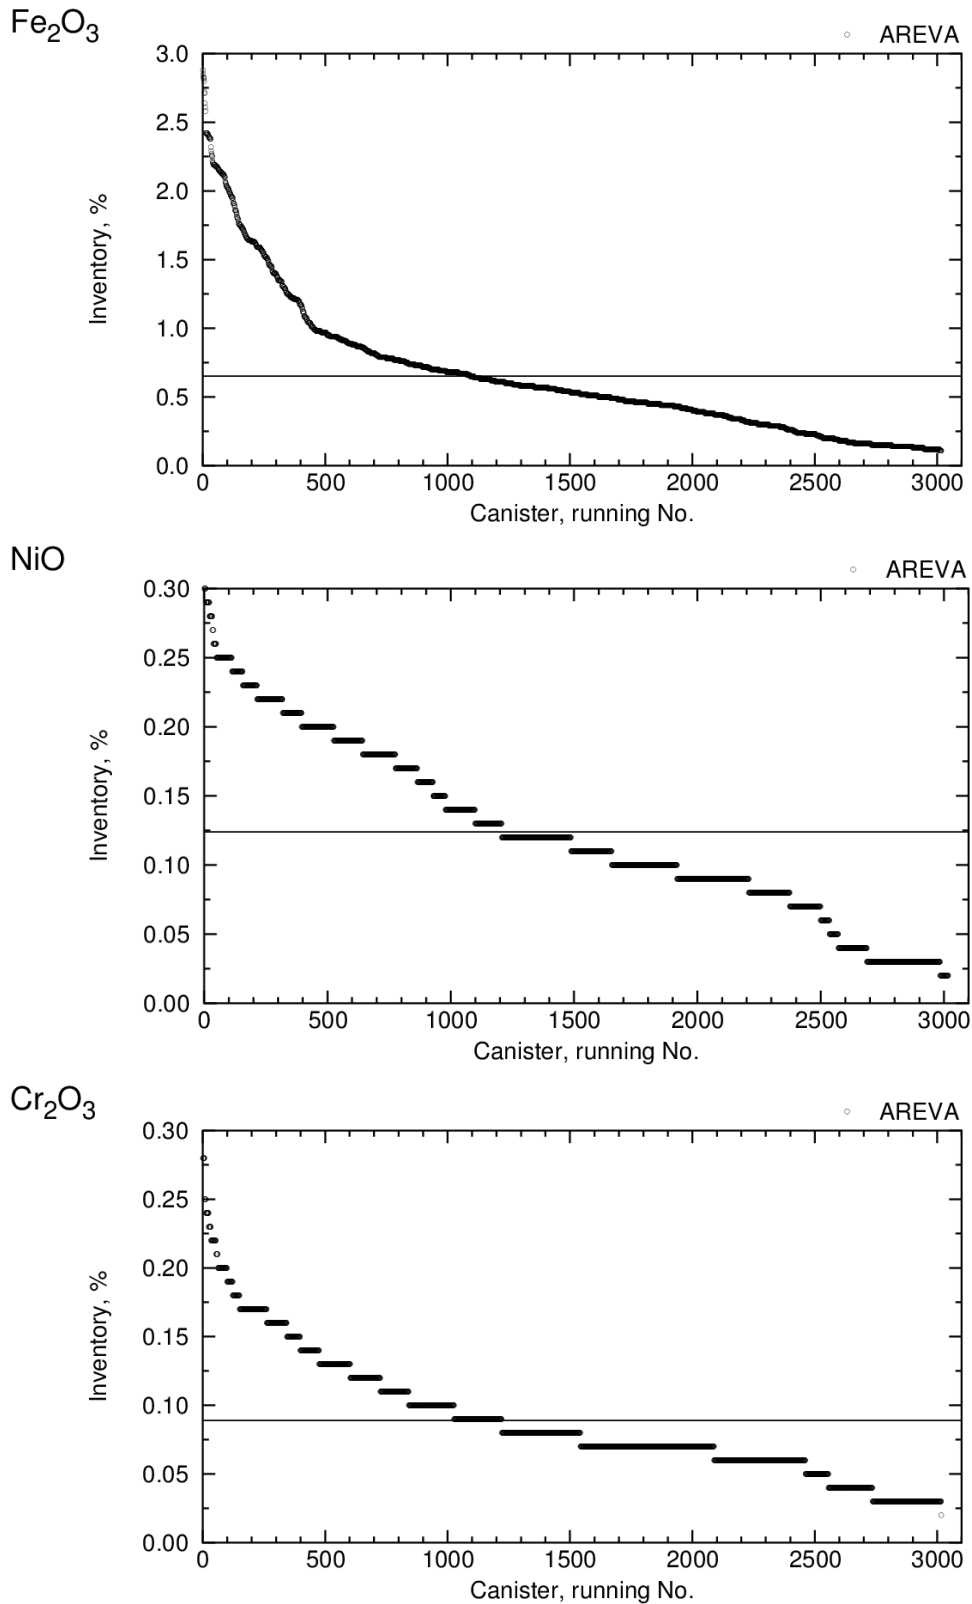 Fe₂O₃
AREVA
3.0
2.5
2.0
1.5
1.0
0.5
0.0
Inventory, %
0 500 1000 1500 2000 2500 3000
Canister, running No.
NiO
AREVA
0.30
0.25
0.20
0.15
0.10
0.05
0.00
Inventory, %
0 500 1000 1500 2000 2500 3000
Canister, running No.
Cr₂O₃
AREVA
0.30
0.25
0.20
0.15
0.10
0.05
0.00
Inventory, %
0 500 1000 1500 2000 2500 3000
Canister, running No.